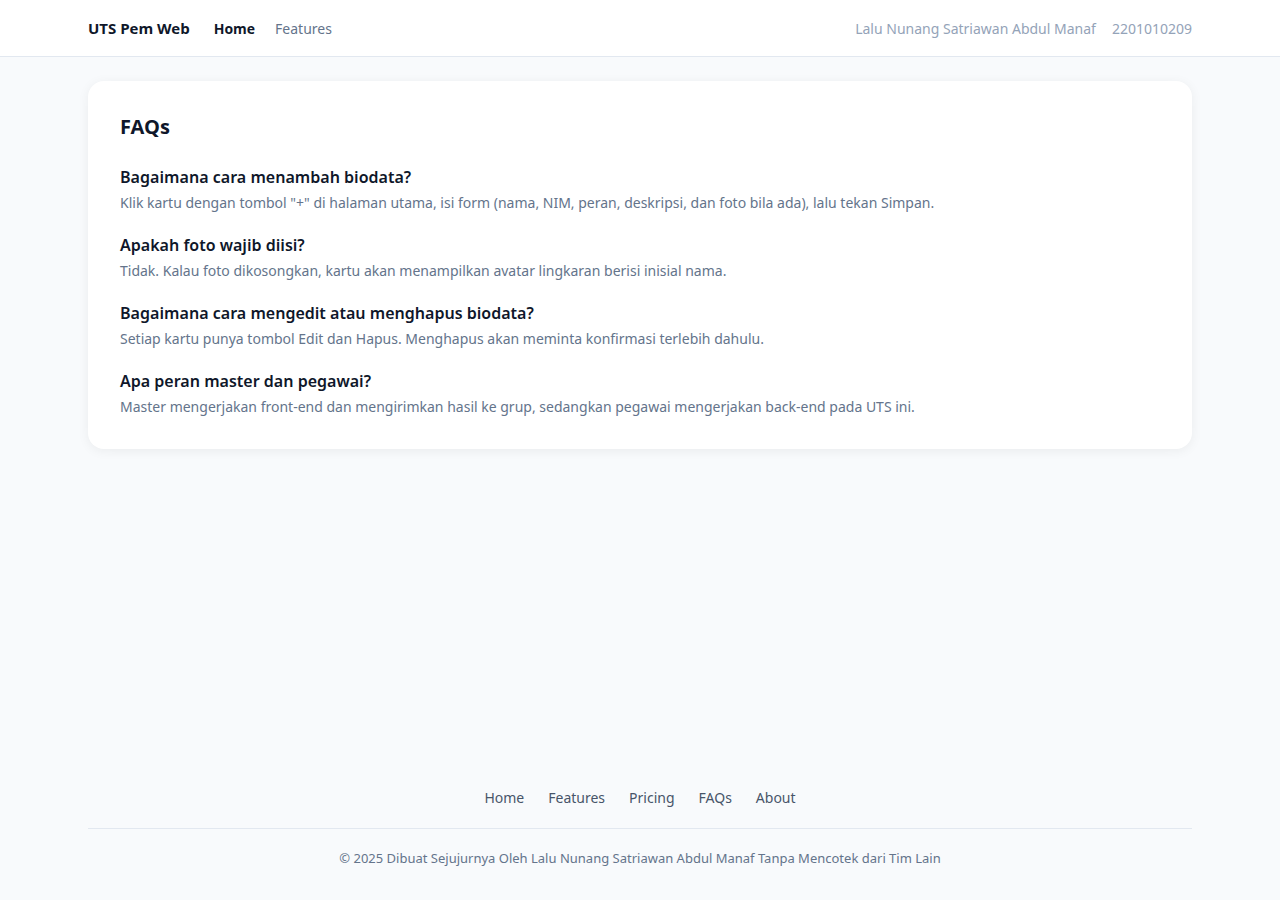 UTS Pem Web Home Features Lalu Nunang Satriawan Abdul Manaf 2201010209
FAQs
Bagaimana cara menambah biodata?
Klik kartu dengan tombol "+" di halaman utama, isi form (nama, NIM, peran, deskripsi, dan foto bila ada), lalu tekan Simpan.
Apakah foto wajib diisi?
Tidak. Kalau foto dikosongkan, kartu akan menampilkan avatar lingkaran berisi inisial nama.
Bagaimana cara mengedit atau menghapus biodata?
Setiap kartu punya tombol Edit dan Hapus. Menghapus akan meminta konfirmasi terlebih dahulu.
Apa peran master dan pegawai?
Master mengerjakan front-end dan mengirimkan hasil ke grup, sedangkan pegawai mengerjakan back-end pada UTS ini.
Home Features Pricing FAQs About
© 2025 Dibuat Sejujurnya Oleh Lalu Nunang Satriawan Abdul Manaf Tanpa Mencotek dari Tim Lain